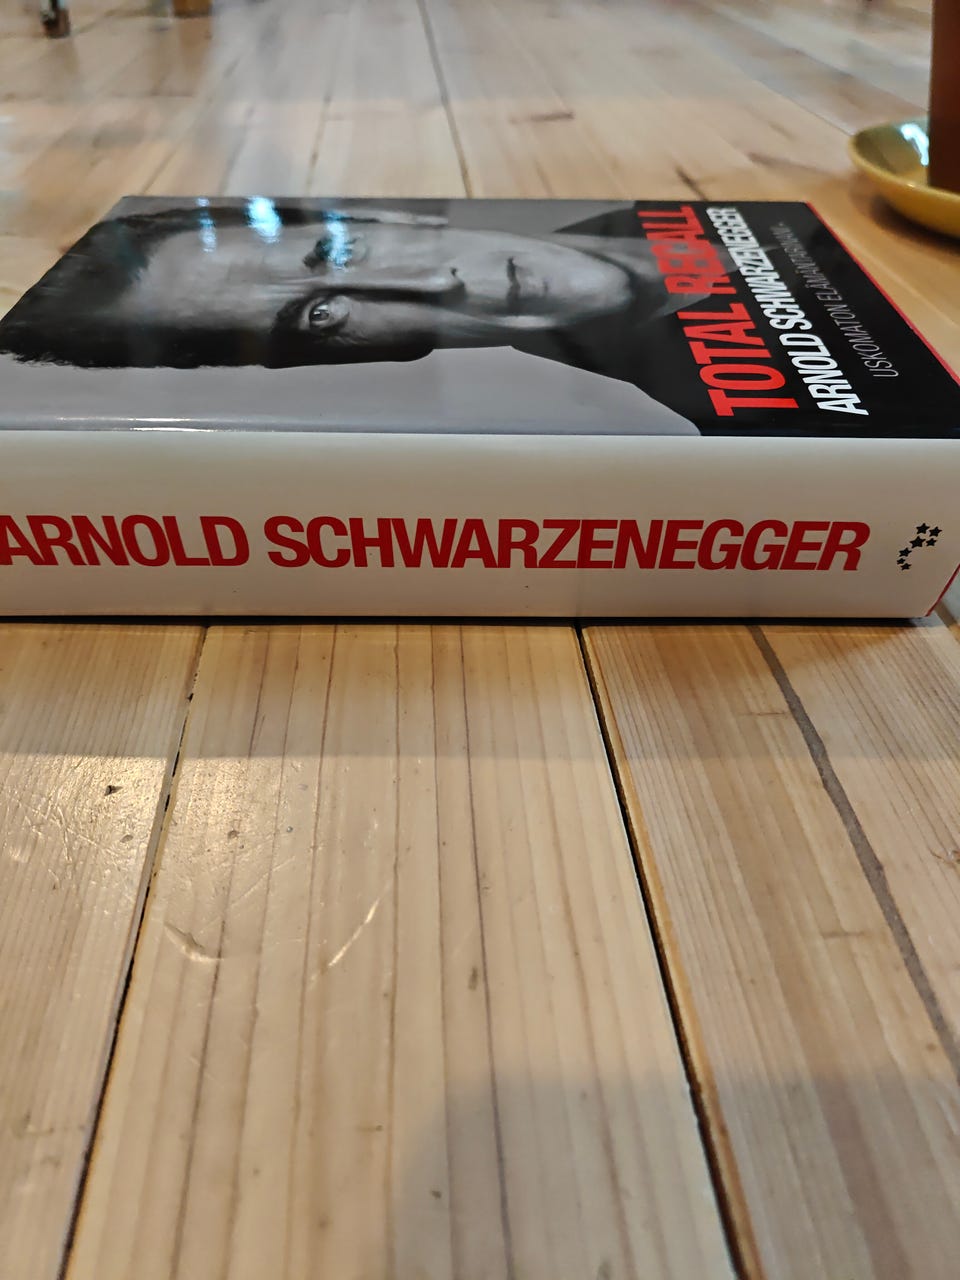 TOTAL RECALL
ARNOLD SCHWARZENEGGER
USKOMATON ELÄMÄNTARINANI
ARNOLD SCHWARZENEGGER